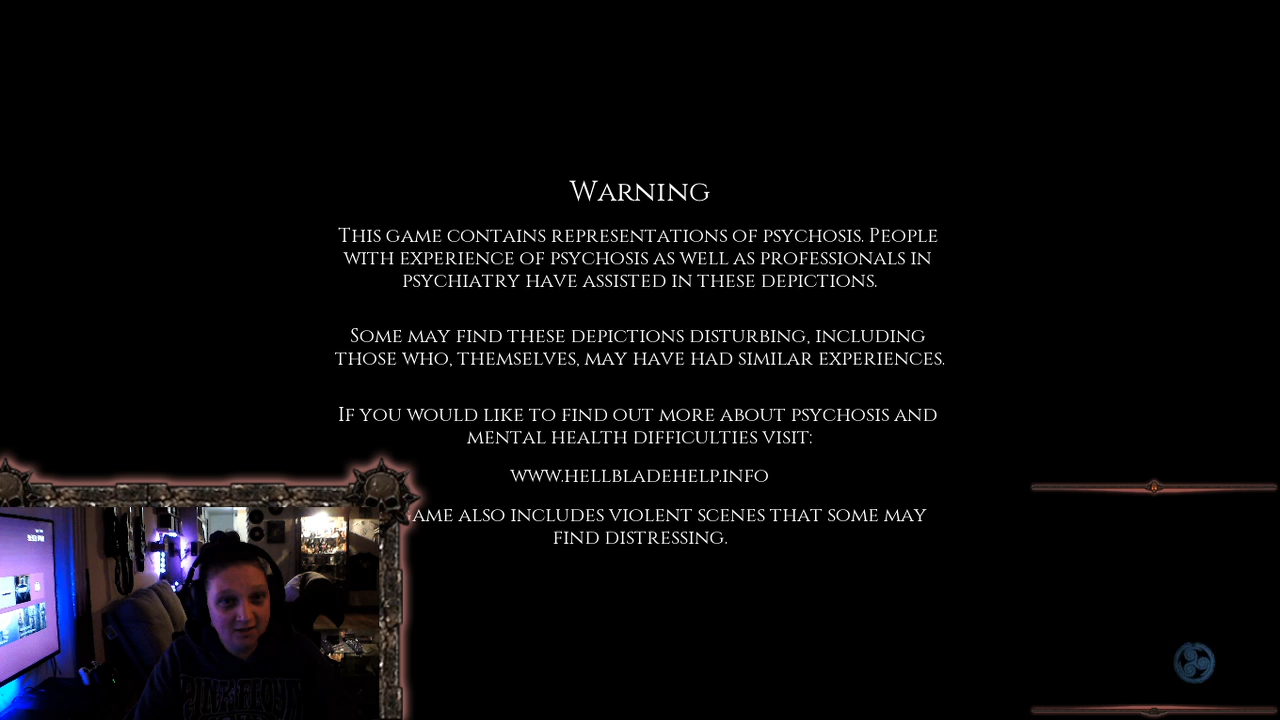 Warning
This game contains representations of psychosis. People
with experience of psychosis as well as professionals in
psychiatry have assisted in these depictions.
Some may find these depictions disturbing, including
those who, themselves, may have had similar experiences.
If you would like to find out more about psychosis and
mental health difficulties visit:
www.hellbladehelp.info
ame also includes violent scenes that some may
find distressing.
PINK FLOYD